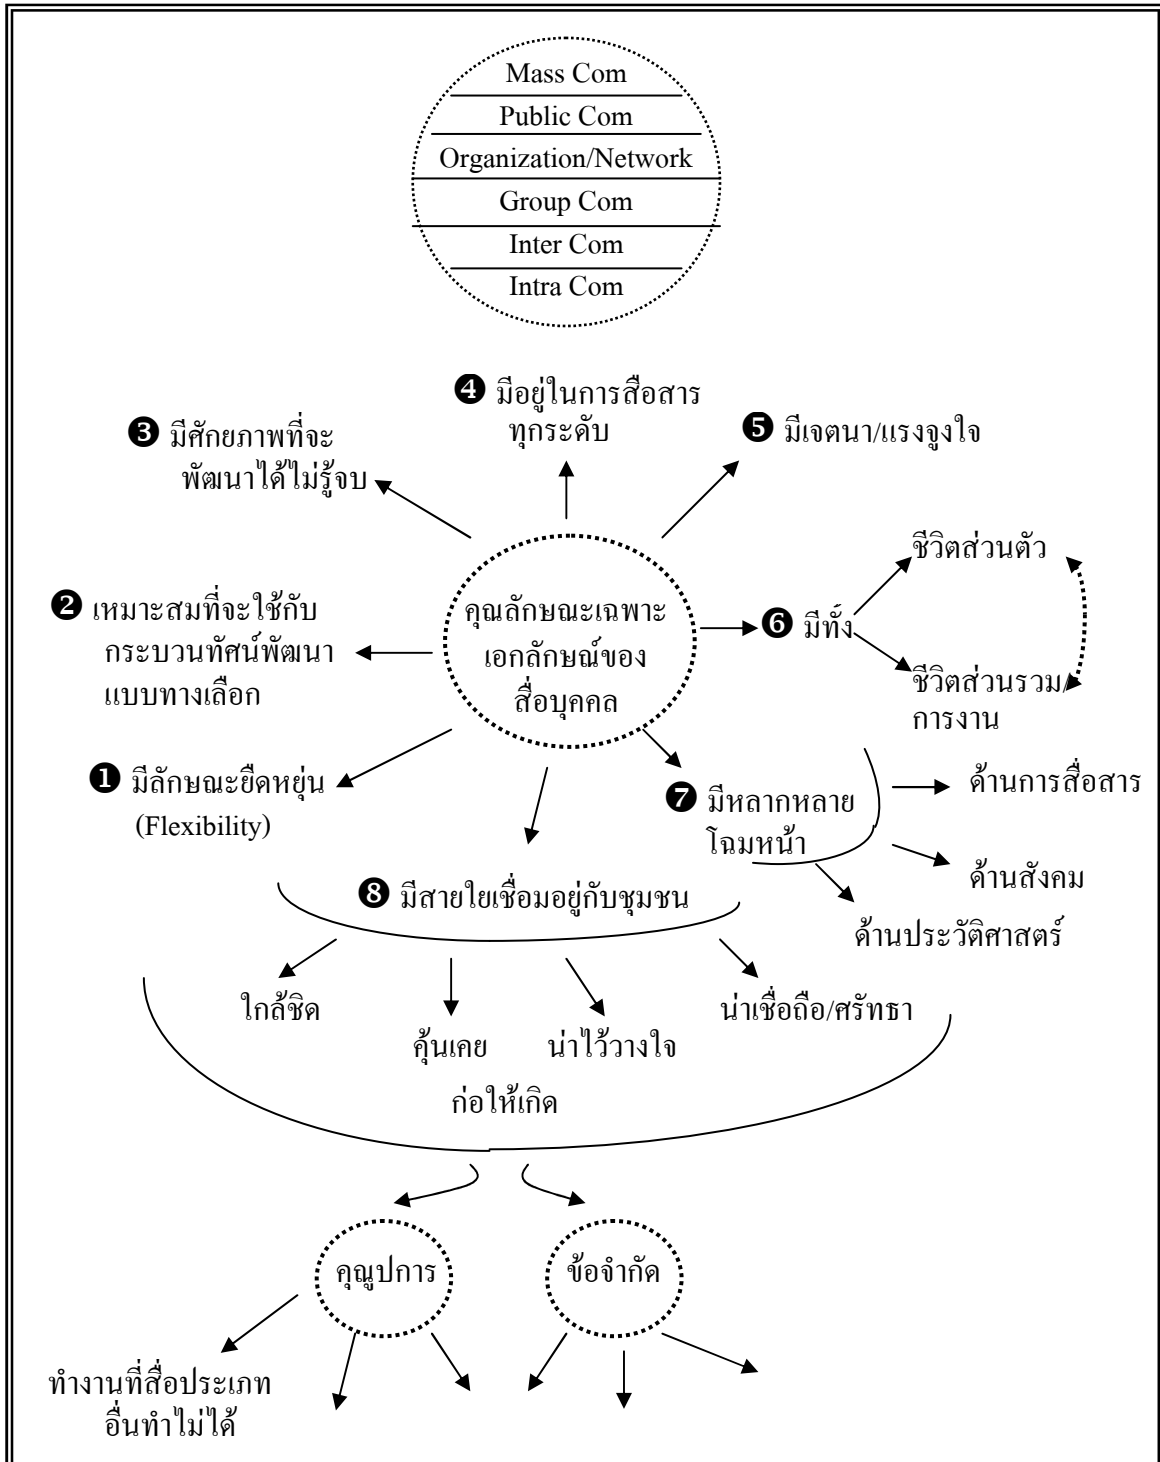 Mass Com
Public Com
Organization/Network
Group Com
Inter Com
Intra Com
❹ มีอยู่ในการสื่อสาร
ทุกระดับ
❸ มีศักยภาพที่จะ
พัฒนาได้ไม่รู้จบ
❺ มีเจตนา/แรงจูงใจ
ชีวิตส่วนตัว
❷ เหมาะสมที่จะใช้กับ
กระบวนทัศน์พัฒนา
แบบทางเลือก
คุณลักษณะเฉพาะ
เอกลักษณ์ของ
สื่อบุคคล
❻ มีทั้ง
ชีวิตส่วนรวม/
การงาน
❶ มีลักษณะยืดหยุ่น
(Flexibility)
❼ มีหลากหลาย
โฉมหน้า
ด้านการสื่อสาร
ด้านสังคม
ด้านประวัติศาสตร์
❽ มีสายใยเชื่อมอยู่กับชุมชน
ใกล้ชิด
คุ้นเคย
น่าไว้วางใจ
น่าเชื่อถือ/ศรัทธา
ก่อให้เกิด
คุณูปการ
ข้อจำกัด
ทำงานที่สื่อประเภท
อื่นทำไม่ได้